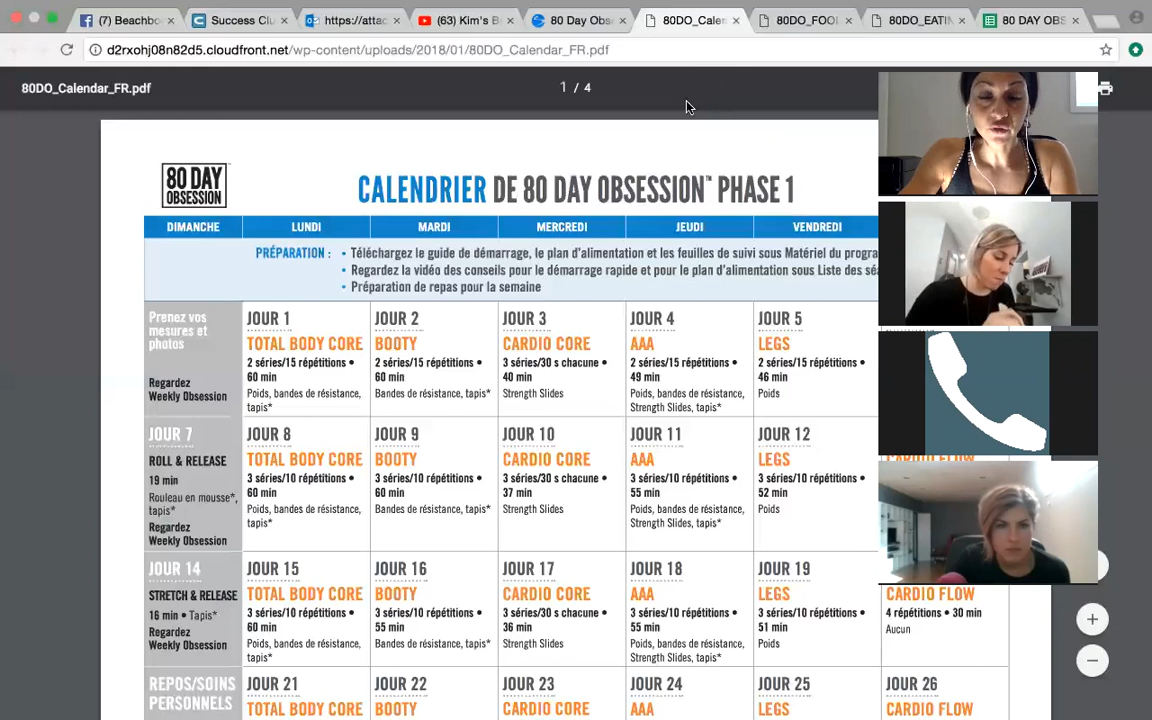 (7) Beachbo
Success Clu
https://attac
(63) Kim's B
80 Day Obse
80DO_Calen
80DO_FOO
80DO_EATIN
80 DAY OBS
d2rxohj08n82d5.cloudfront.net/wp-content/uploads/2018/01/80DO_Calendar_FR.pdf
80DO_Calendar_FR.pdf
1 / 4
80 DAY
OBSESSION™
CALENDRIER DE 80 DAY OBSESSION™ PHASE 1
DIMANCHE LUNDI MARDI MERCREDI JEUDI VENDREDI
PRÉPARATION : • Téléchargez le guide de démarrage, le plan d'alimentation et les feuilles de suivi sous Matériel du progra
• Regardez la vidéo des conseils pour le démarrage rapide et pour le plan d'alimentation sous Liste des séa
• Préparation de repas pour la semaine
Prenez vos
mesures et
photos
Regardez
Weekly Obsession
JOUR 1
TOTAL BODY CORE
2 séries/15 répétitions •
60 min
Poids, bandes de résistance,
tapis*
JOUR 2
BOOTY
2 séries/15 répétitions •
60 min
Bandes de résistance, tapis*
JOUR 3
CARDIO CORE
3 séries/30 s chacune •
40 min
Strength Slides
JOUR 4
AAA
2 séries/15 répétitions •
49 min
Poids, bandes de résistance,
Strength Slides, tapis*
JOUR 5
LEGS
2 séries/15 répétitions •
46 min
Poids
JOUR 7
ROLL & RELEASE
19 min
Rouleau en mousse*,
tapis*
Regardez
Weekly Obsession
JOUR 8
TOTAL BODY CORE
3 séries/10 répétitions •
60 min
Poids, bandes de résistance,
tapis*
JOUR 9
BOOTY
3 séries/10 répétitions •
60 min
Bandes de résistance, tapis*
JOUR 10
CARDIO CORE
3 séries/30 s chacune •
37 min
Strength Slides
JOUR 11
AAA
3 séries/10 répétitions •
55 min
Poids, bandes de résistance,
Strength Slides, tapis*
JOUR 12
LEGS
3 séries/10 répétitions •
52 min
Poids
JOUR 14
STRETCH & RELEASE
16 min • Tapis*
Regardez
Weekly Obsession
JOUR 15
TOTAL BODY CORE
3 séries/10 répétitions •
60 min
Poids, bandes de résistance,
tapis*
JOUR 16
BOOTY
3 séries/10 répétitions •
55 min
Bandes de résistance, tapis*
JOUR 17
CARDIO CORE
3 séries/30 s chacune •
36 min
Strength Slides
JOUR 18
AAA
3 séries/10 répétitions •
55 min
Poids, bandes de résistance,
Strength Slides, tapis*
JOUR 19
LEGS
3 séries/10 répétitions •
51 min
Poids
CARDIO FLOW
4 répétitions • 30 min
Aucun
REPOS/SOINS
PERSONNELS
JOUR 21
TOTAL BODY CORE
JOUR 22
BOOTY
JOUR 23
CARDIO CORE
JOUR 24
AAA
JOUR 25
LEGS
JOUR 26
CARDIO FLOW